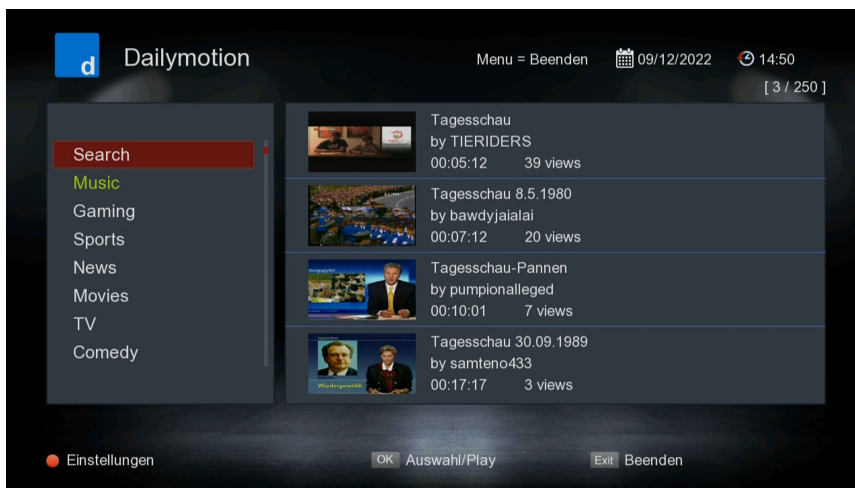 d
Dailymotion
Menu = Beenden
09/12/2022
14:50
[ 3 / 250 ]
Search
Music
Gaming
Sports
News
Movies
TV
Comedy
Tagesschau
by TIERIDERS
00:05:12 39 views
Tagesschau 8.5.1980
by bawdyjaialai
00:07:12 20 views
Tagesschau-Pannen
by pumpionalleged
00:10:01 7 views
Tagesschau 30.09.1989
by samteno433
00:17:17 3 views
Wiedergewählt
Einstellungen
OK Auswahl/Play
Exit Beenden